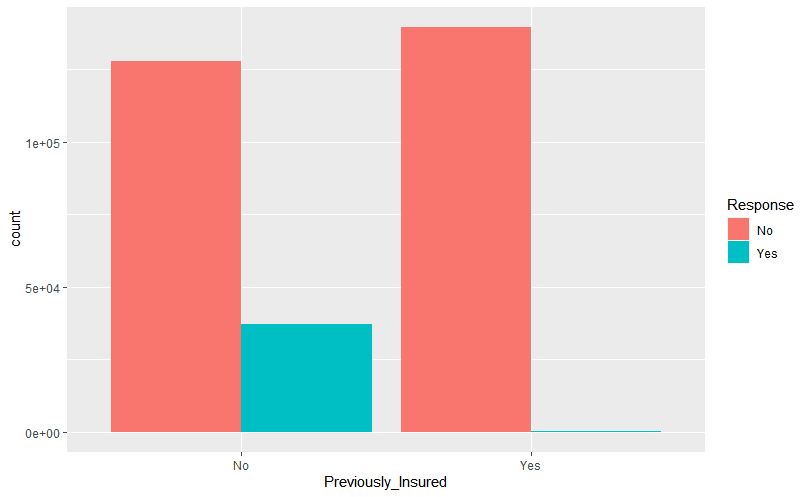 1e+05
5e+04
0e+00
count
No
Yes
Previously_Insured
Response
No
Yes